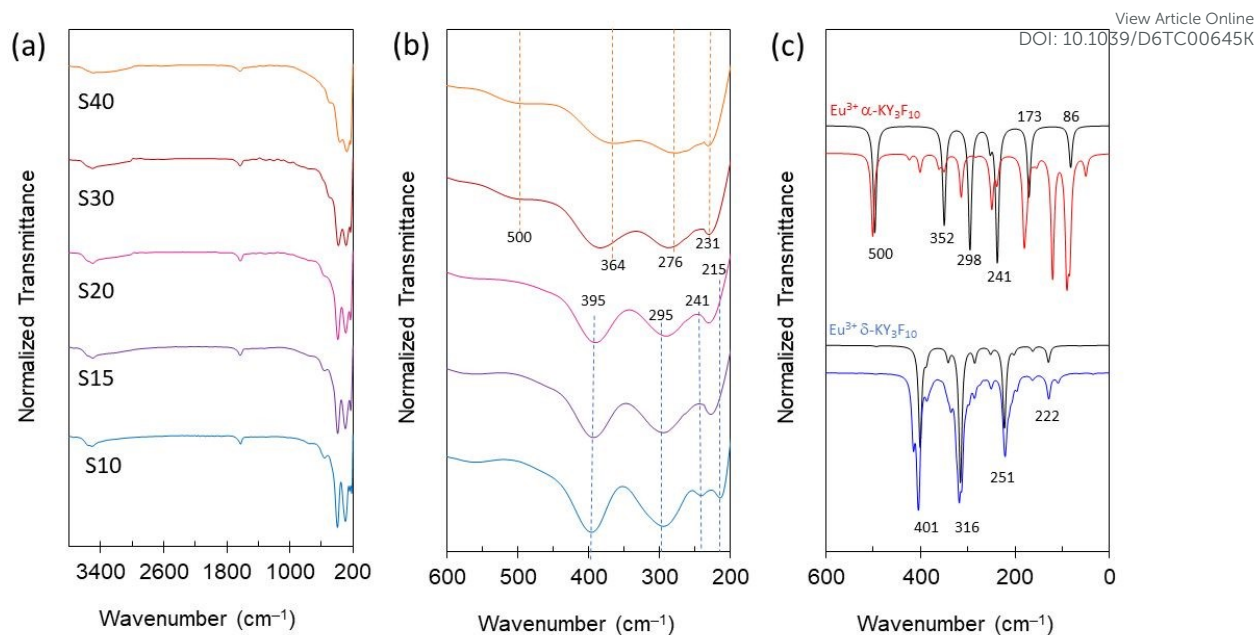 View Article Online
DOI: 10.1039/D6TC00645K
(a)
(b)
(c)
Normalized Transmittance
S40
S30
S20
S15
S10
3400 2600 1800 1000 200
Wavenumber (cm⁻¹)
Normalized Transmittance
500
364
276
231
215
395
295
241
600 400 300 200
Wavenumber (cm⁻¹)
Normalized Transmittance
Eu³⁺ α-KY₃F₁₀
173
86
500
352
298
241
Eu³⁺ δ-KY₃F₁₀
401
316
251
222
600 400 200 0
Wavenumber (cm⁻¹)